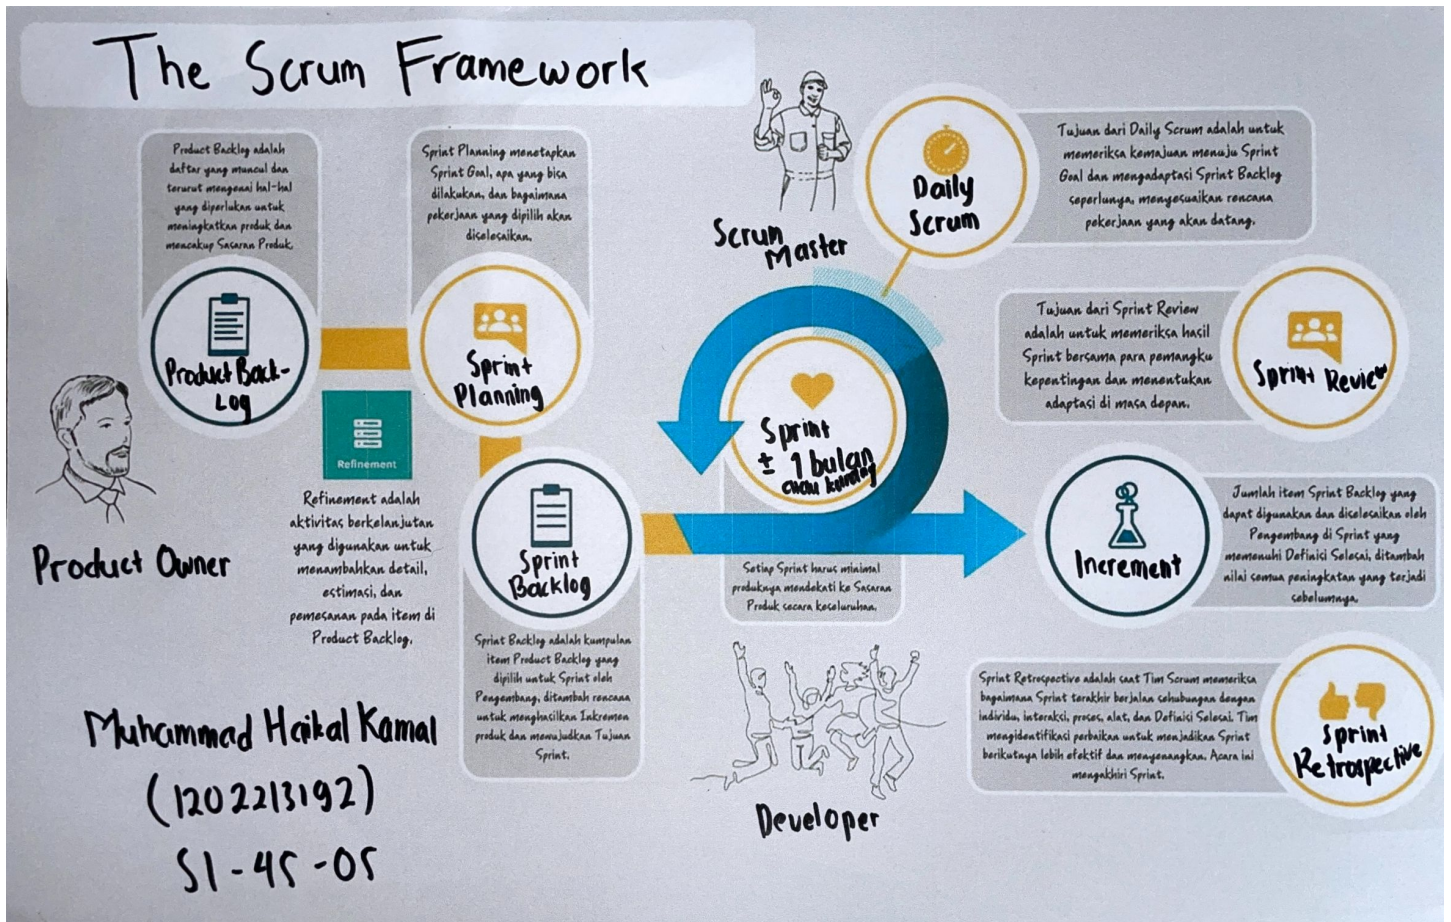 The Scrum Framework
Product Backlog adalah
daftar yang muncul dan
terurut mengenai hal-hal
yang diperlukan untuk
meningkatkan produk dan
mencakup Sasaran Produk.
Product Back-
Log
Sprint Planning menetapkan
Sprint Goal, apa yang bisa
dilakukan, dan bagaimana
pekerjaan yang dipilih akan
diselesaikan.
Sprint
Planning
Refinement
Refinement adalah
aktivitas berkelanjutan
yang digunakan untuk
menambahkan detail,
estimasi, dan
pemesanan pada item di
Product Backlog.
Product Owner
Sprint
Backlog
Sprint Backlog adalah kumpulan
item Product Backlog yang
dipilih untuk Sprint oleh
Pengembang, ditambah rencana
untuk menghasilkan Inkremen
produk dan menujudkan Tujuan
Sprint.
Scrum
Master
Daily
Scrum
Tujuan dari Daily Scrum adalah untuk
memeriksa kemajuan menuju Sprint
Goal dan mengadaptasi Sprint Backlog
seperlunya, menyesuaikan rencana
pekerjaan yang akan datang.
Sprint
± 1 bulan
kurang
Setiap Sprint harus minimal
produknya mendekati ke Sasaran
Produk secara keseluruhan.
Tujuan dari Sprint Review
adalah untuk memeriksa hasil
Sprint bersama para pemangku
kepentingan dan menentukan
adaptasi di masa depan.
Sprint Review
Increment
Jumlah item Sprint Backlog yang
dapat digunakan dan diselesaikan oleh
Pengembang di Sprint yang
memenuhi Definisi Selesai, ditambah
nilai semua peningkatan yang terjadi
sebelumnya.
Developer
Sprint Retrospective adalah saat Tim Scrum memeriksa
bagaimana Sprint terakhir berjalan sehubungan dengan
individu, interaksi, proses, alat, dan Definisi Selesai. Tim
mengidentifikasi perbaikan untuk menjadikan Sprint
berikutnya lebih efektif dan menyenangkan. Acara ini
mengakhiri Sprint.
Sprint
Retrospective
Muhammad Haikal Kamal
(1202213192)
SI-45-05